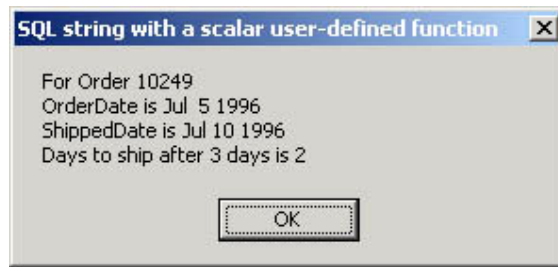 SQL string with a scalar user-defined function
For Order 10249
OrderDate is Jul  5 1996
ShippedDate is Jul 10 1996
Days to ship after 3 days is 2
OK